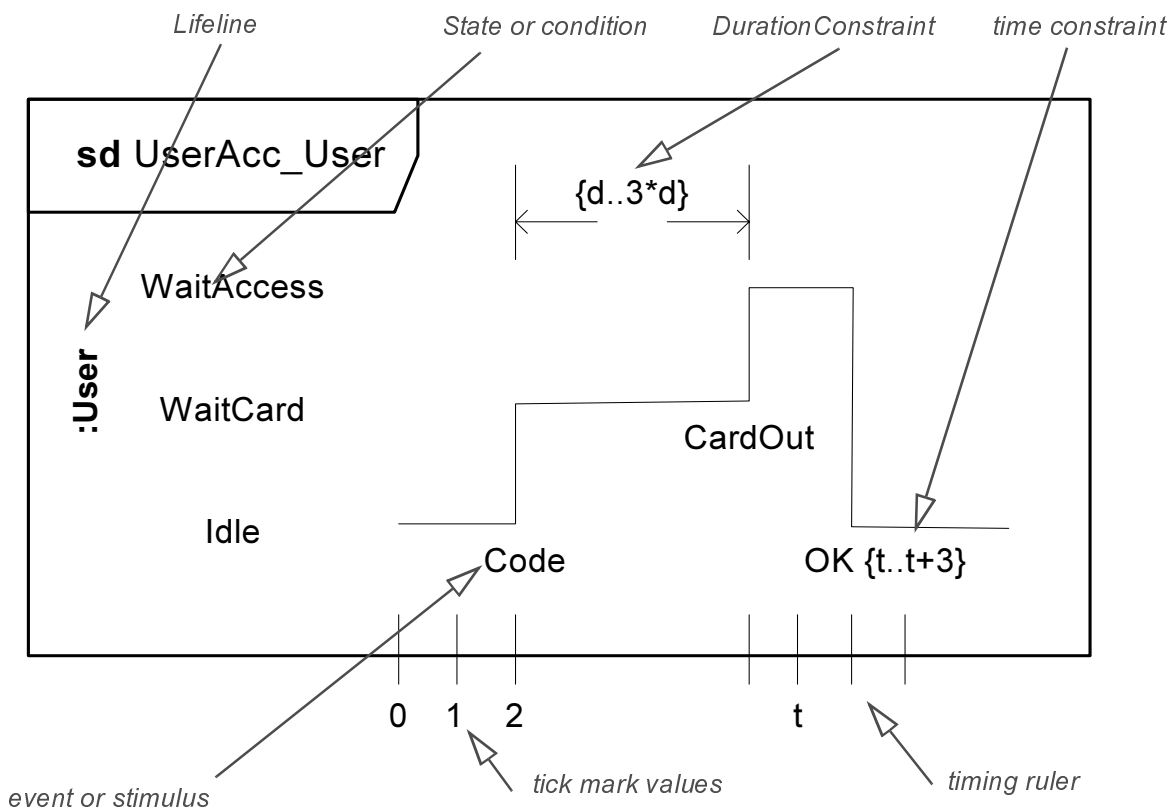 Lifeline
State or condition
DurationConstraint
time constraint
sd UserAcc_User
{d..3*d}
WaitAccess
:User
WaitCard
CardOut
Idle
Code
OK {t..t+3}
0 1 2 t
event or stimulus
tick mark values
timing ruler